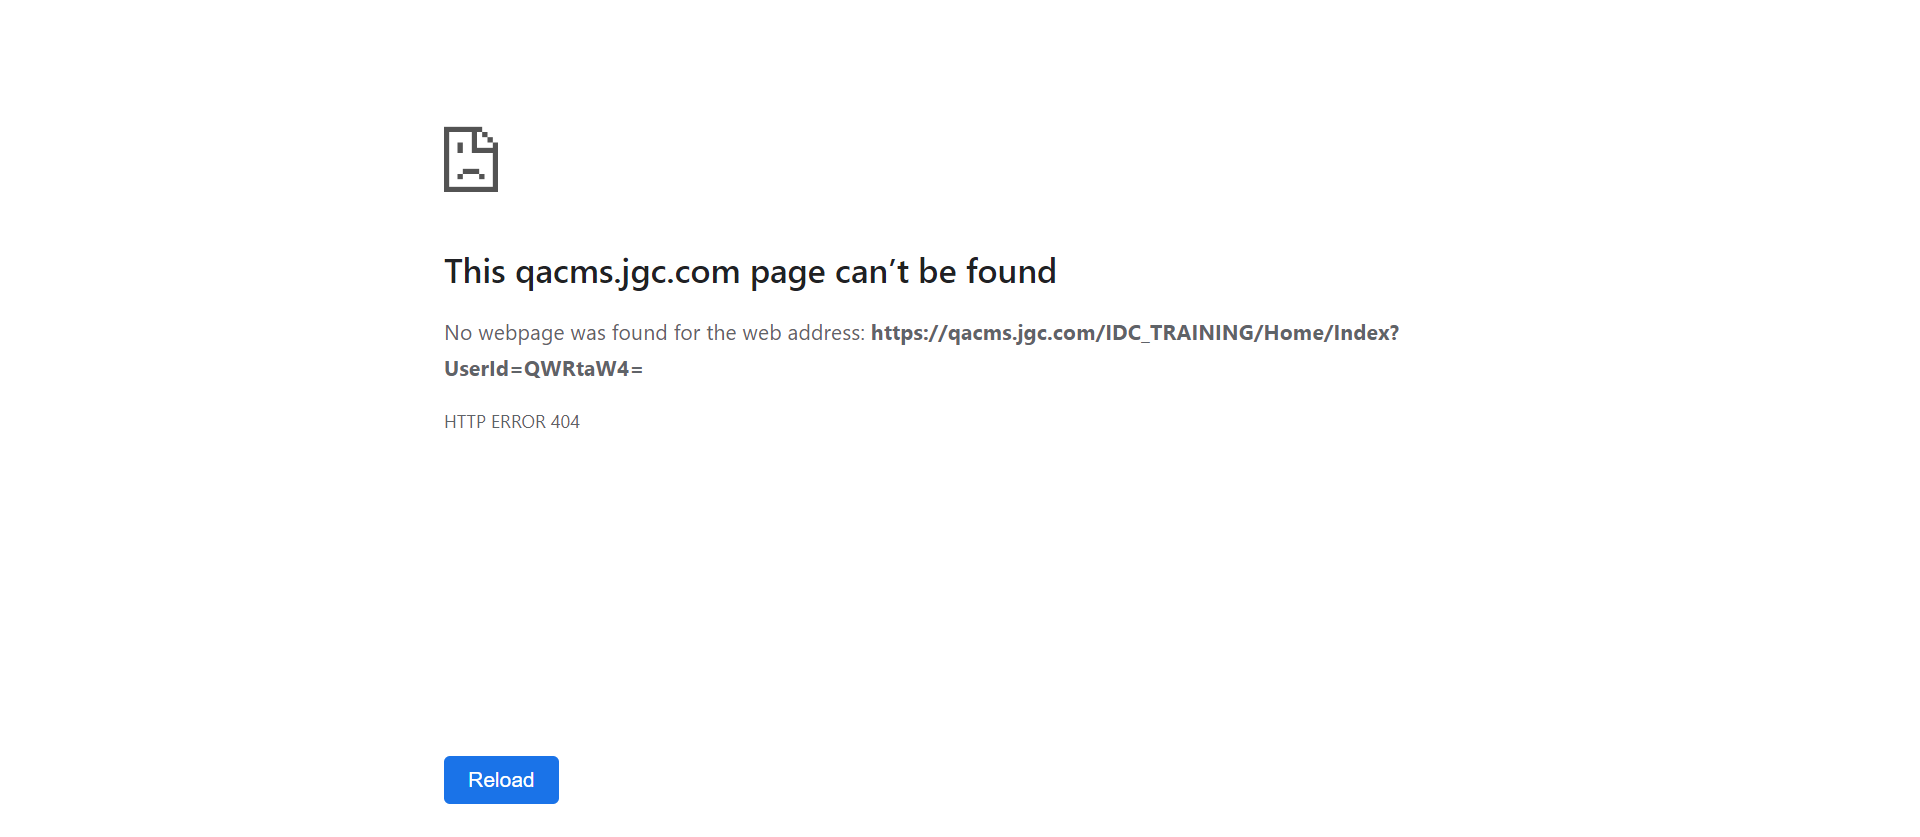 This qacms.jgc.com page can’t be found
No webpage was found for the web address: https://qacms.jgc.com/IDC_TRAINING/Home/Index?
UserId=QWRtaW4=
HTTP ERROR 404
Reload